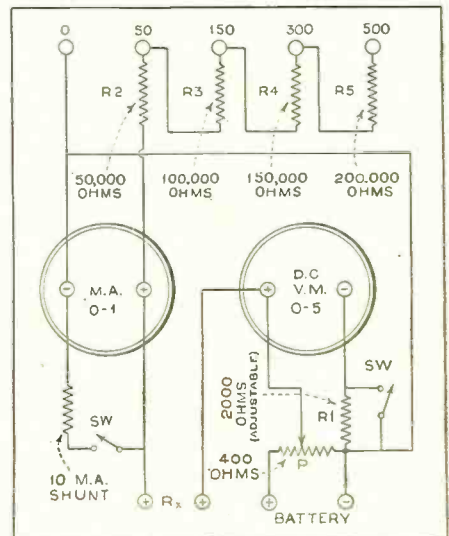 0 50 150 300 500
R2 R3 R4 R5
50,000 OHMS
100,000 OHMS
150,000 OHMS
200.000 OHMS
- M.A. +
0-1
D.C
+ V.M. -
0-5
SW
10 M.A.
SHUNT
2000 OHMS
(ADJUSTABLE)
R1
SW
400
OHMS
P
+ Rx +
+ -
BATTERY